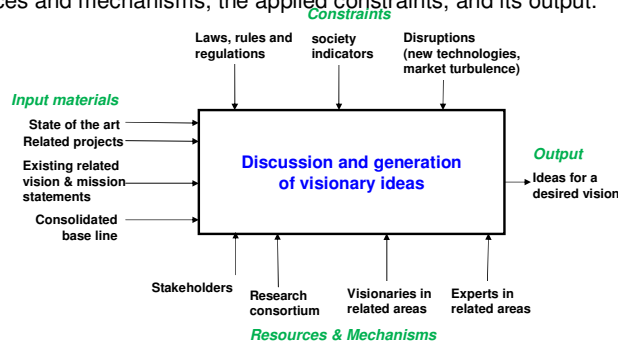 ces and mechanisms, the applied constraints, and its output.
Constraints
Laws, rules and
regulations
society
indicators
Disruptions
(new technologies,
market turbulence)
Input materials
State of the art
Related projects
Existing related
vision & mission
statements
Consolidated
base line
Discussion and generation
of visionary ideas
Output
Ideas for a
desired vision
Stakeholders
Research
consortium
Visionaries in
related areas
Experts in
related areas
Resources & Mechanisms